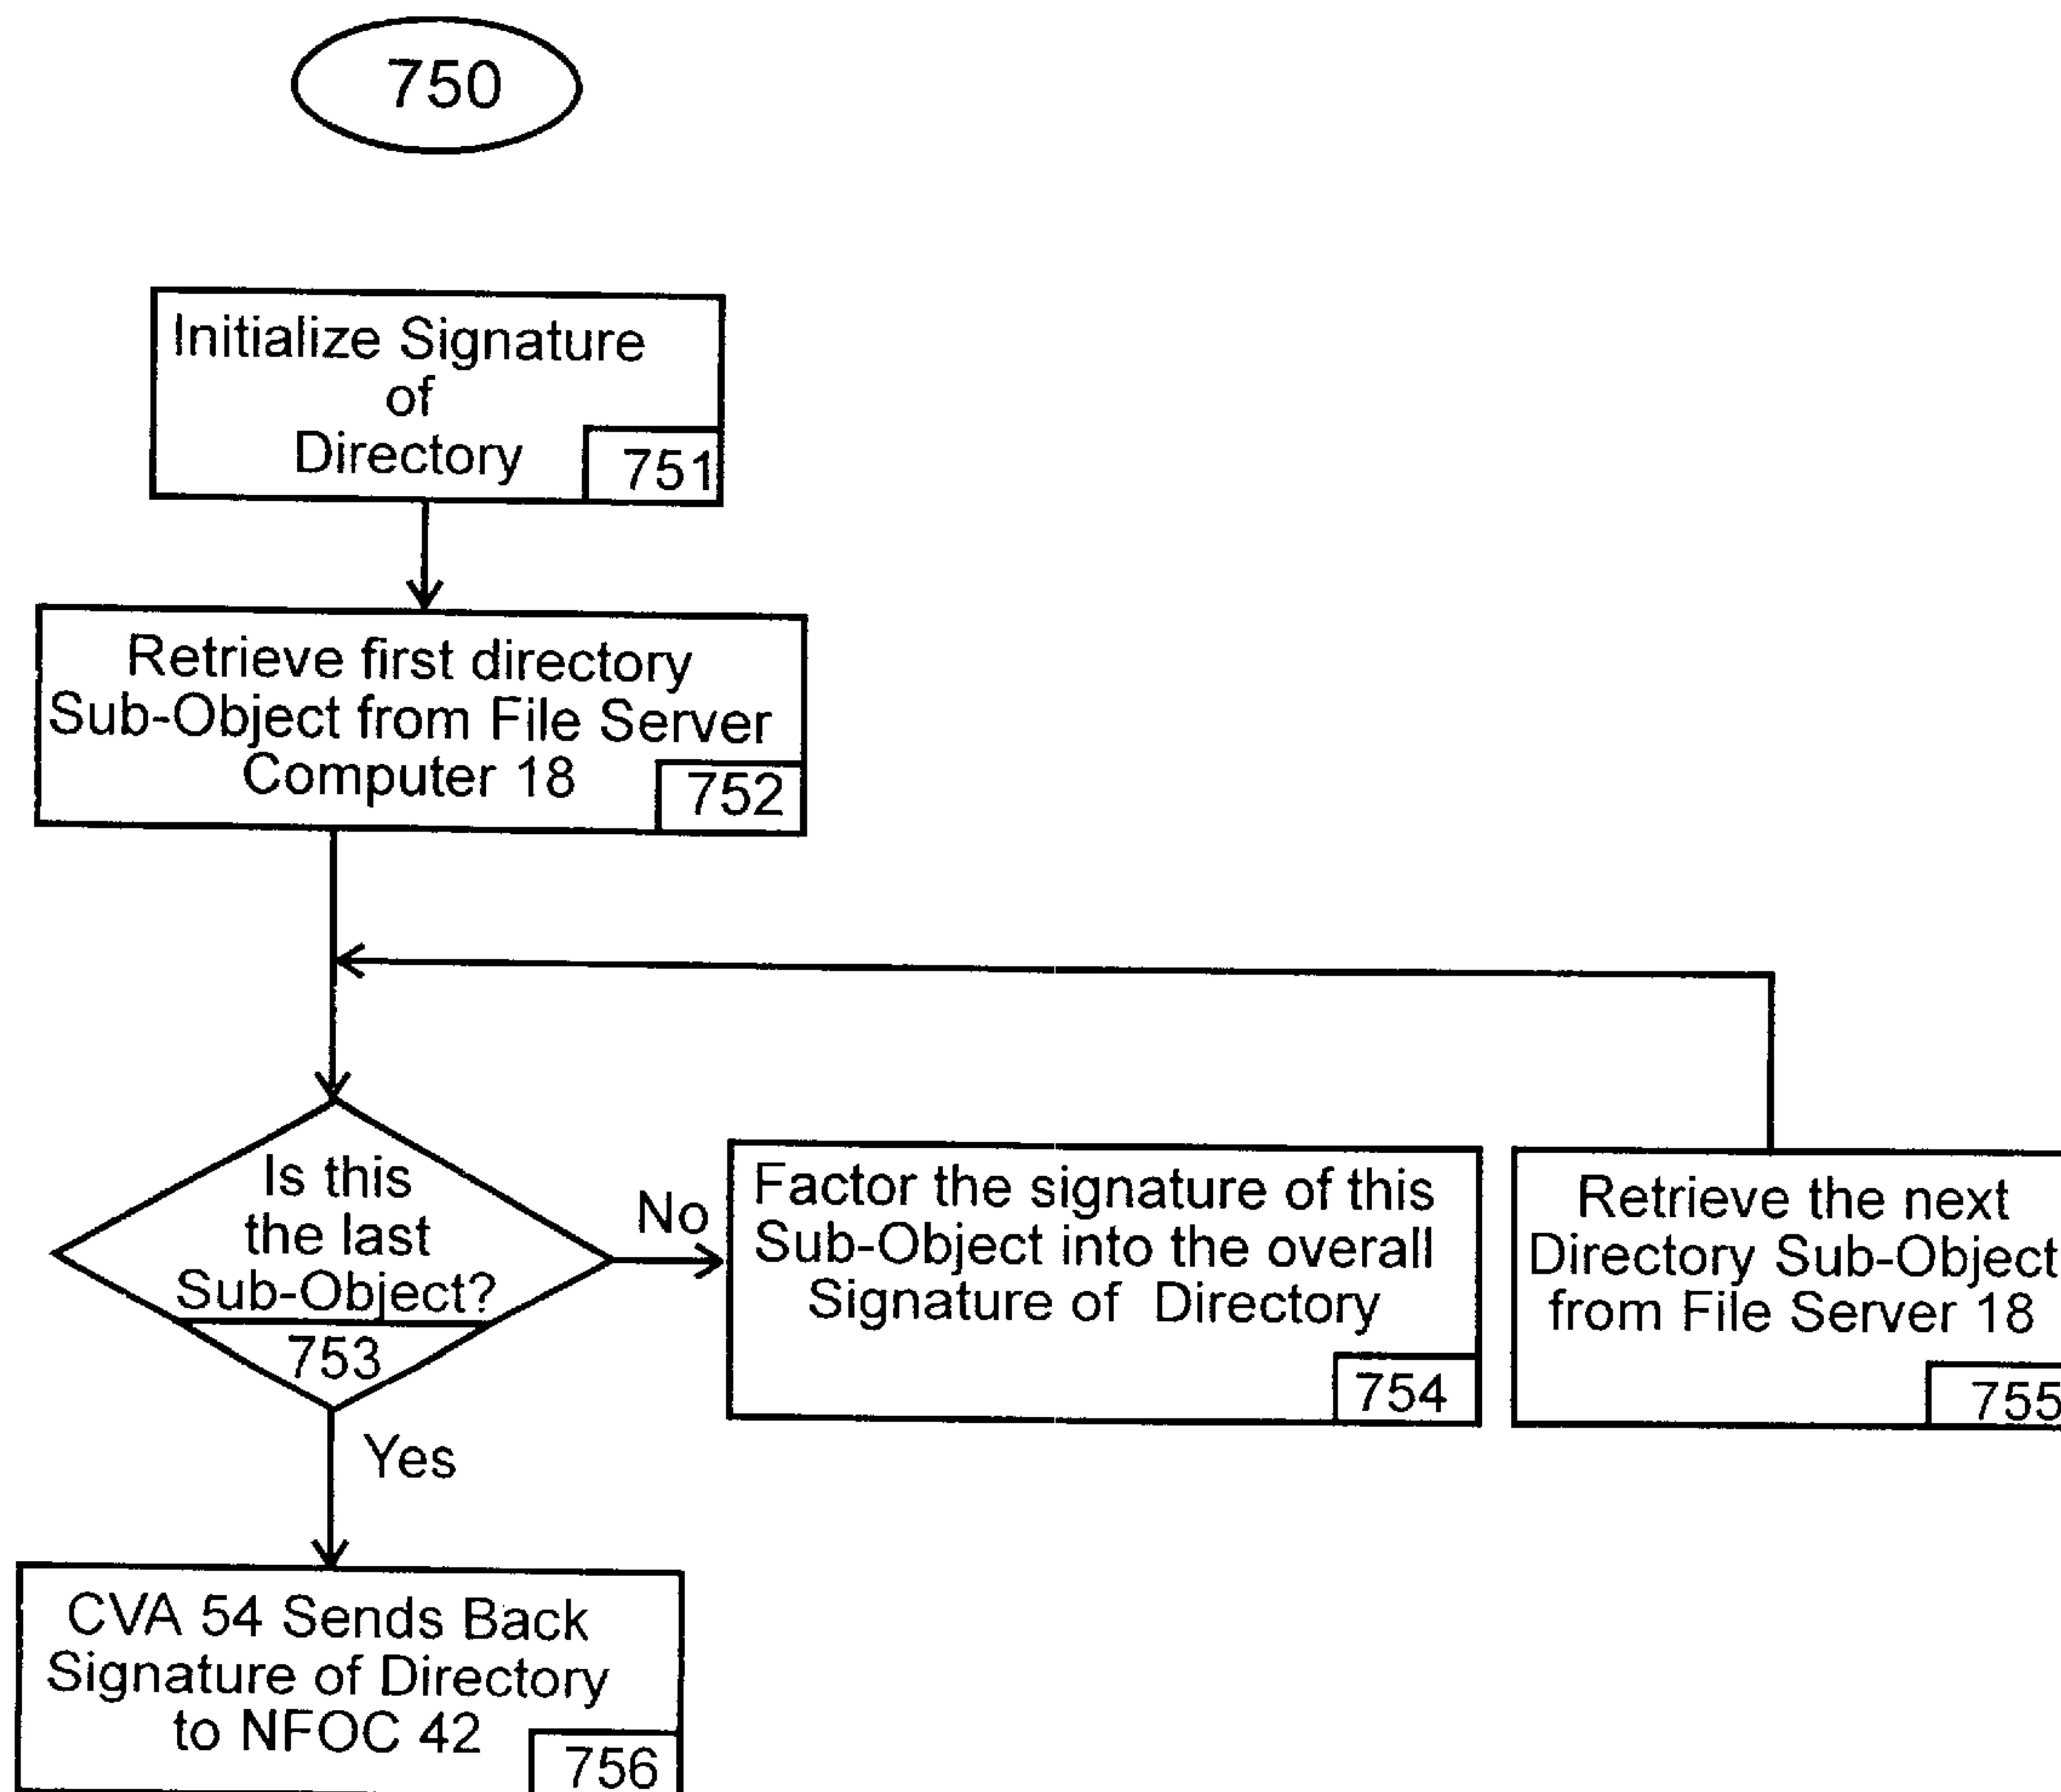 750
Initialize Signature
of
Directory
751
Retrieve first directory
Sub-Object from File Server
Computer 18
752
Is this
the last
Sub-Object?
753
No
Factor the signature of this
Sub-Object into the overall
Signature of Directory
754
Retrieve the next
Directory Sub-Object
from File Server 18
755
Yes
CVA 54 Sends Back
Signature of Directory
to NFOC 42
756